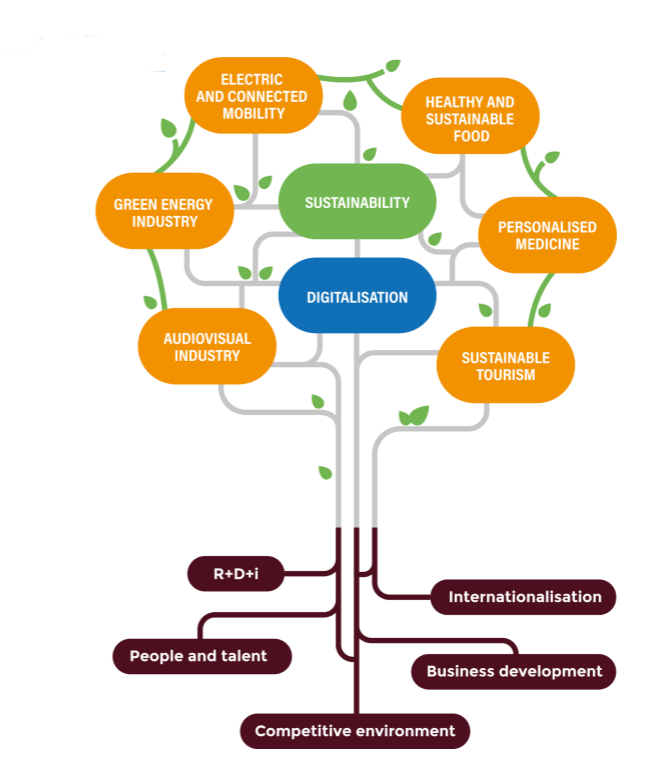 ELECTRIC
AND CONNECTED
MOBILITY
HEALTHY AND
SUSTAINABLE
FOOD
GREEN ENERGY
INDUSTRY
SUSTAINABILITY
PERSONALISED
MEDICINE
DIGITALISATION
AUDIOVISUAL
INDUSTRY
SUSTAINABLE
TOURISM
R+D+i
Internationalisation
People and talent
Business development
Competitive environment